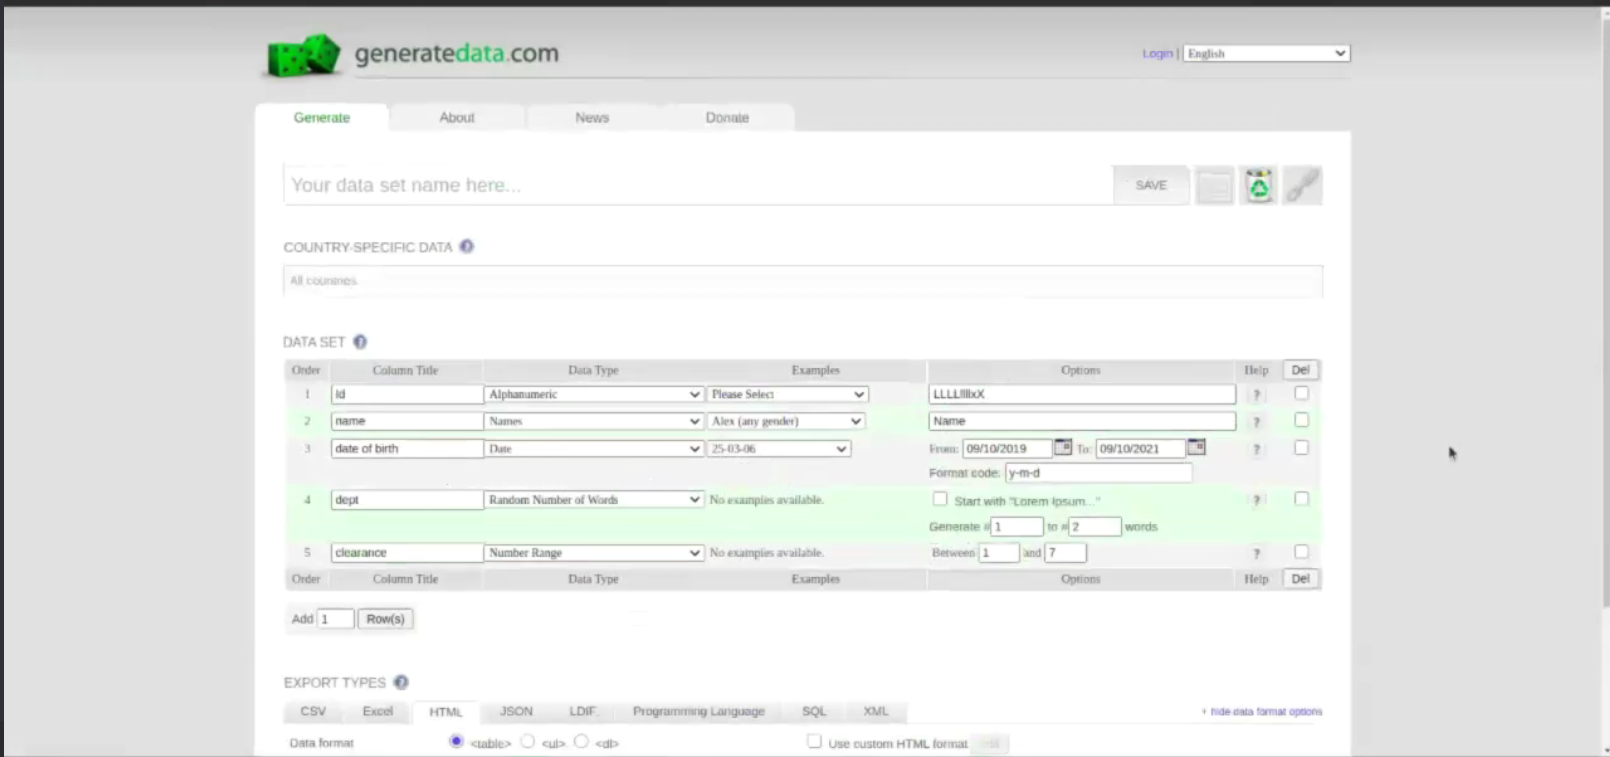 generatedata.com
Login | English
Generate About News Donate
Your data set name here...
SAVE
COUNTRY-SPECIFIC DATA
All countries
DATA SET
Order Column Title Data Type Examples Options Help Del
1 id Alphanumeric Please Select ?
2 name Names Alex (any gender) Name ?
3 date of birth Date 25-03-06 From: 09/10/2019 To: 09/10/2021 ?
Format code: y-m-d
4 dept Random Number of Words No examples available. Start with "Lorem Ipsum..." ?
Generate # 1 to # 2 words
5 clearance Number Range No examples available. Between 1 and 7 ?
Order Column Title Data Type Examples Options Help Del
Add 1 Row(s)
EXPORT TYPES
CSV Excel HTML JSON LDIF Programming Language SQL XML + hide data format options
Data format <table> <ul> <dl> Use custom HTML format